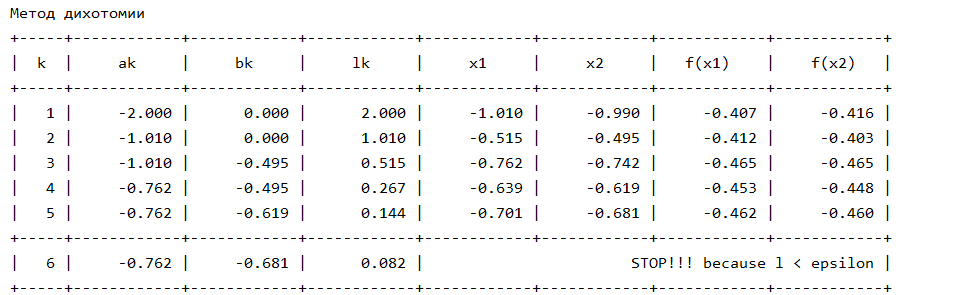 Метод дихотомии
+-----+------------+------------+------------+------------+------------+------------+------------+
|  k  |     ak     |     bk     |     lk     |     x1     |     x2     |   f(x1)    |    f(x2)   |
+-----+------------+------------+------------+------------+------------+------------+------------+
|   1 |     -2.000 |      0.000 |      2.000 |     -1.010 |     -0.990 |     -0.407 |     -0.416 |
|   2 |     -1.010 |      0.000 |      1.010 |     -0.515 |     -0.495 |     -0.412 |     -0.403 |
|   3 |     -1.010 |     -0.495 |      0.515 |     -0.762 |     -0.742 |     -0.465 |     -0.465 |
|   4 |     -0.762 |     -0.495 |      0.267 |     -0.639 |     -0.619 |     -0.453 |     -0.448 |
|   5 |     -0.762 |     -0.619 |      0.144 |     -0.701 |     -0.681 |     -0.462 |     -0.460 |
+-----+------------+------------+------------+------------+------------+------------+------------+
|   6 |     -0.762 |     -0.681 |      0.082 |                      STOP!!! because l < epsilon |
+-----+------------+------------+------------+------------+------------+------------+------------+